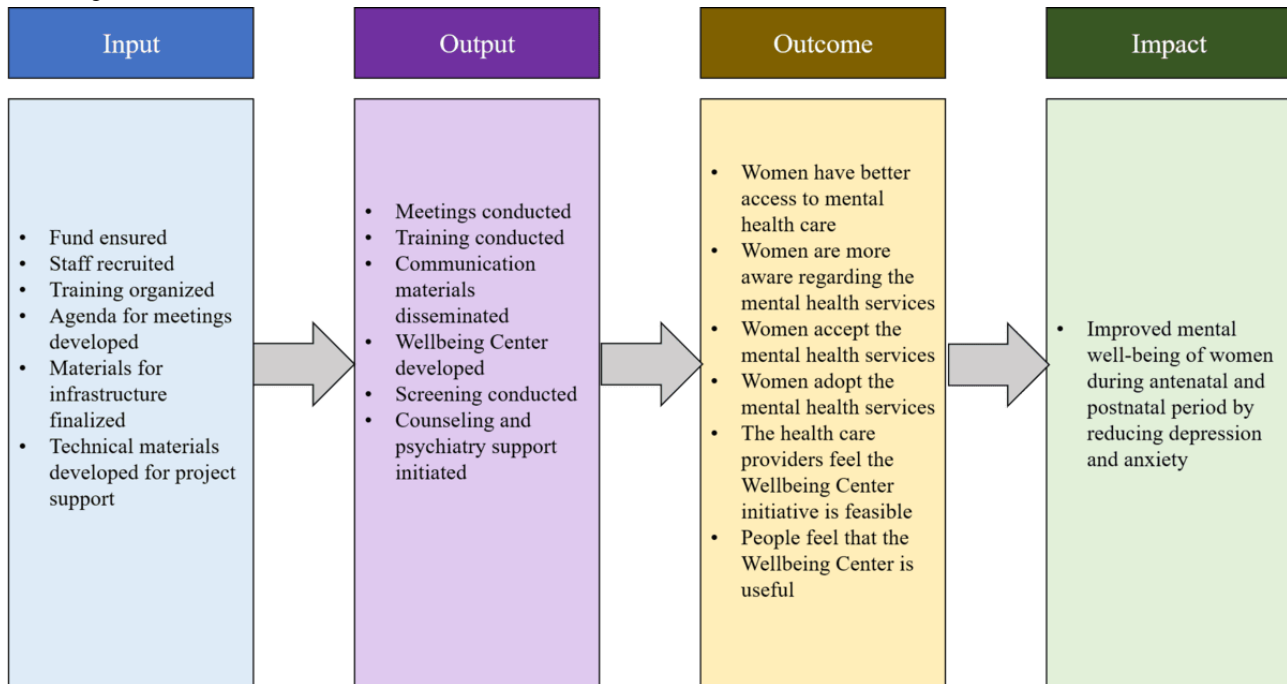 Input
Output
Outcome
Impact
• Fund ensured
• Staff recruited
• Training organized
• Agenda for meetings
developed
• Materials for
infrastructure
finalized
• Technical materials
developed for project
support
• Meetings conducted
• Training conducted
• Communication
materials
disseminated
• Wellbeing Center
developed
• Screening conducted
• Counseling and
psychiatry support
initiated
• Women have better
access to mental
health care
• Women are more
aware regarding the
mental health services
• Women accept the
mental health services
• Women adopt the
mental health services
• The health care
providers feel the
Wellbeing Center
initiative is feasible
• People feel that the
Wellbeing Center is
useful
• Improved mental
well-being of women
during antenatal and
postnatal period by
reducing depression
and anxiety